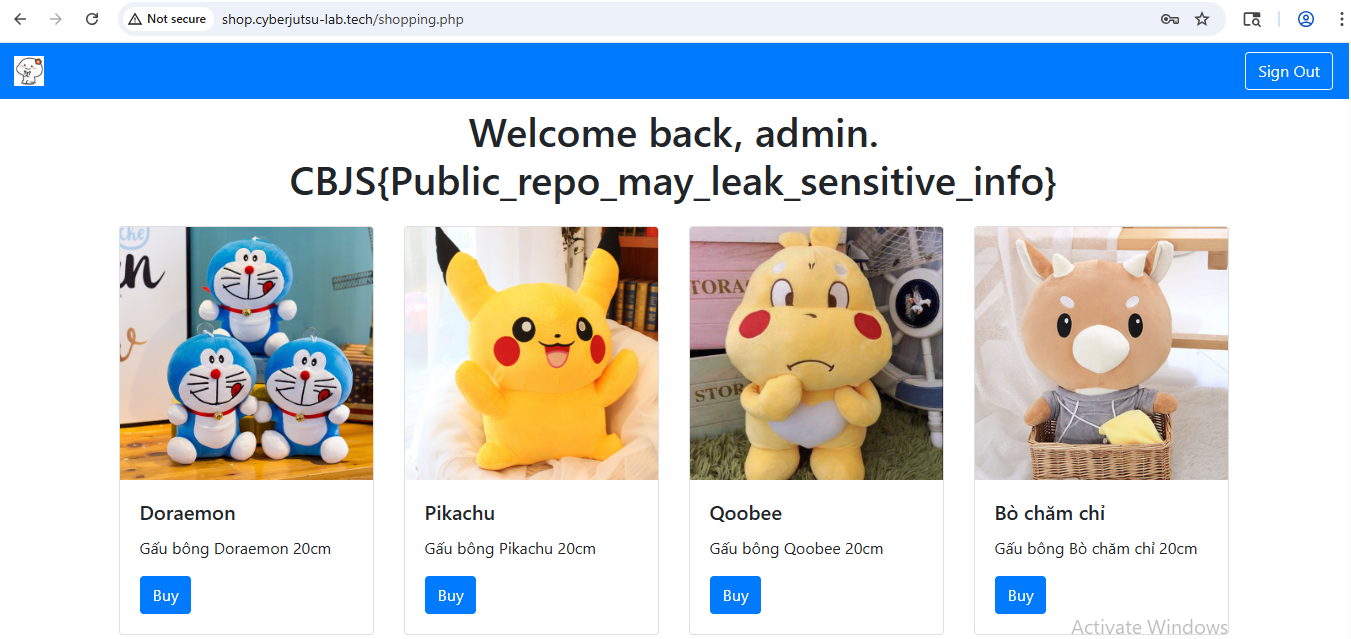 Not secure
shop.cyberjutsu-lab.tech/shopping.php
Sign Out
Welcome back, admin.
CBJS{Public_repo_may_leak_sensitive_info}
STOR
Doraemon
Pikachu
Qoobee
Bò chăm chỉ
Gấu bông Doraemon 20cm
Gấu bông Pikachu 20cm
Gấu bông Qoobee 20cm
Gấu bông Bò chăm chỉ 20cm
Buy
Buy
Buy
Buy
Activate Windows